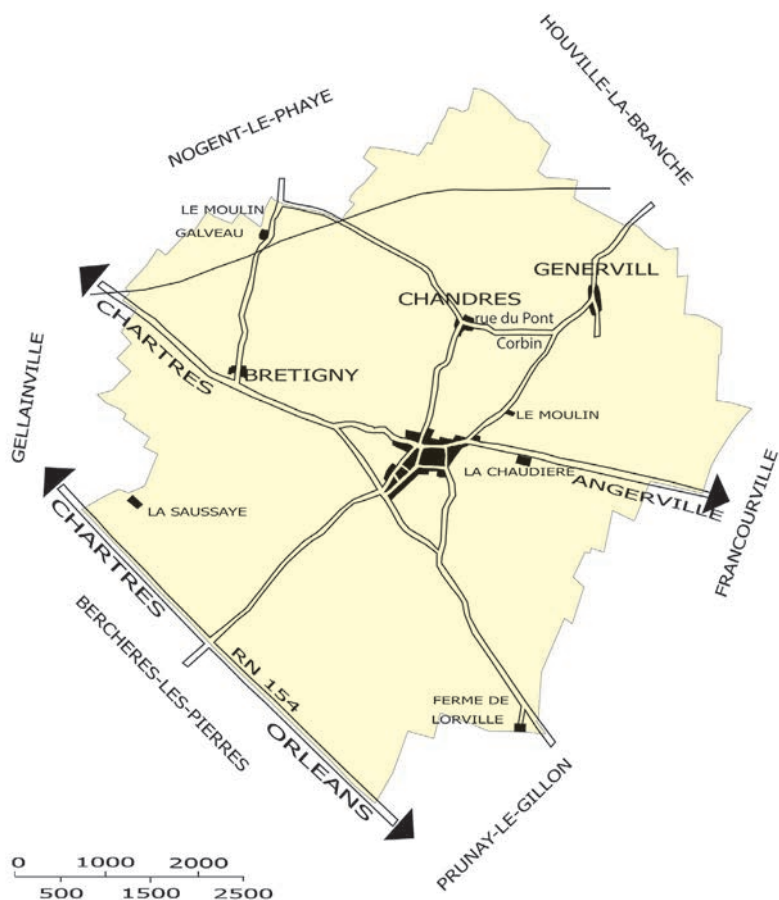 HOUVILLE-LA-BRANCHE
NOGENT-LE-PHAYE
LE MOULIN
GALVEAU
GENERVILL
CHANDRES
rue du Pont
Corbin
CHARTRES
BRETIGNY
GELLAINVILLE
LE MOULIN
LA CHAUDIERE
ANGERVILLE
FRANCOURVILLE
LA SAUSSAYE
CHARTRES
BERCHERES-LES-PIERRES
RN 154
ORLEANS
FERME DE
LORVILLE
PRUNAY-LE-GILLON
0 1000 2000
500 1500 2500